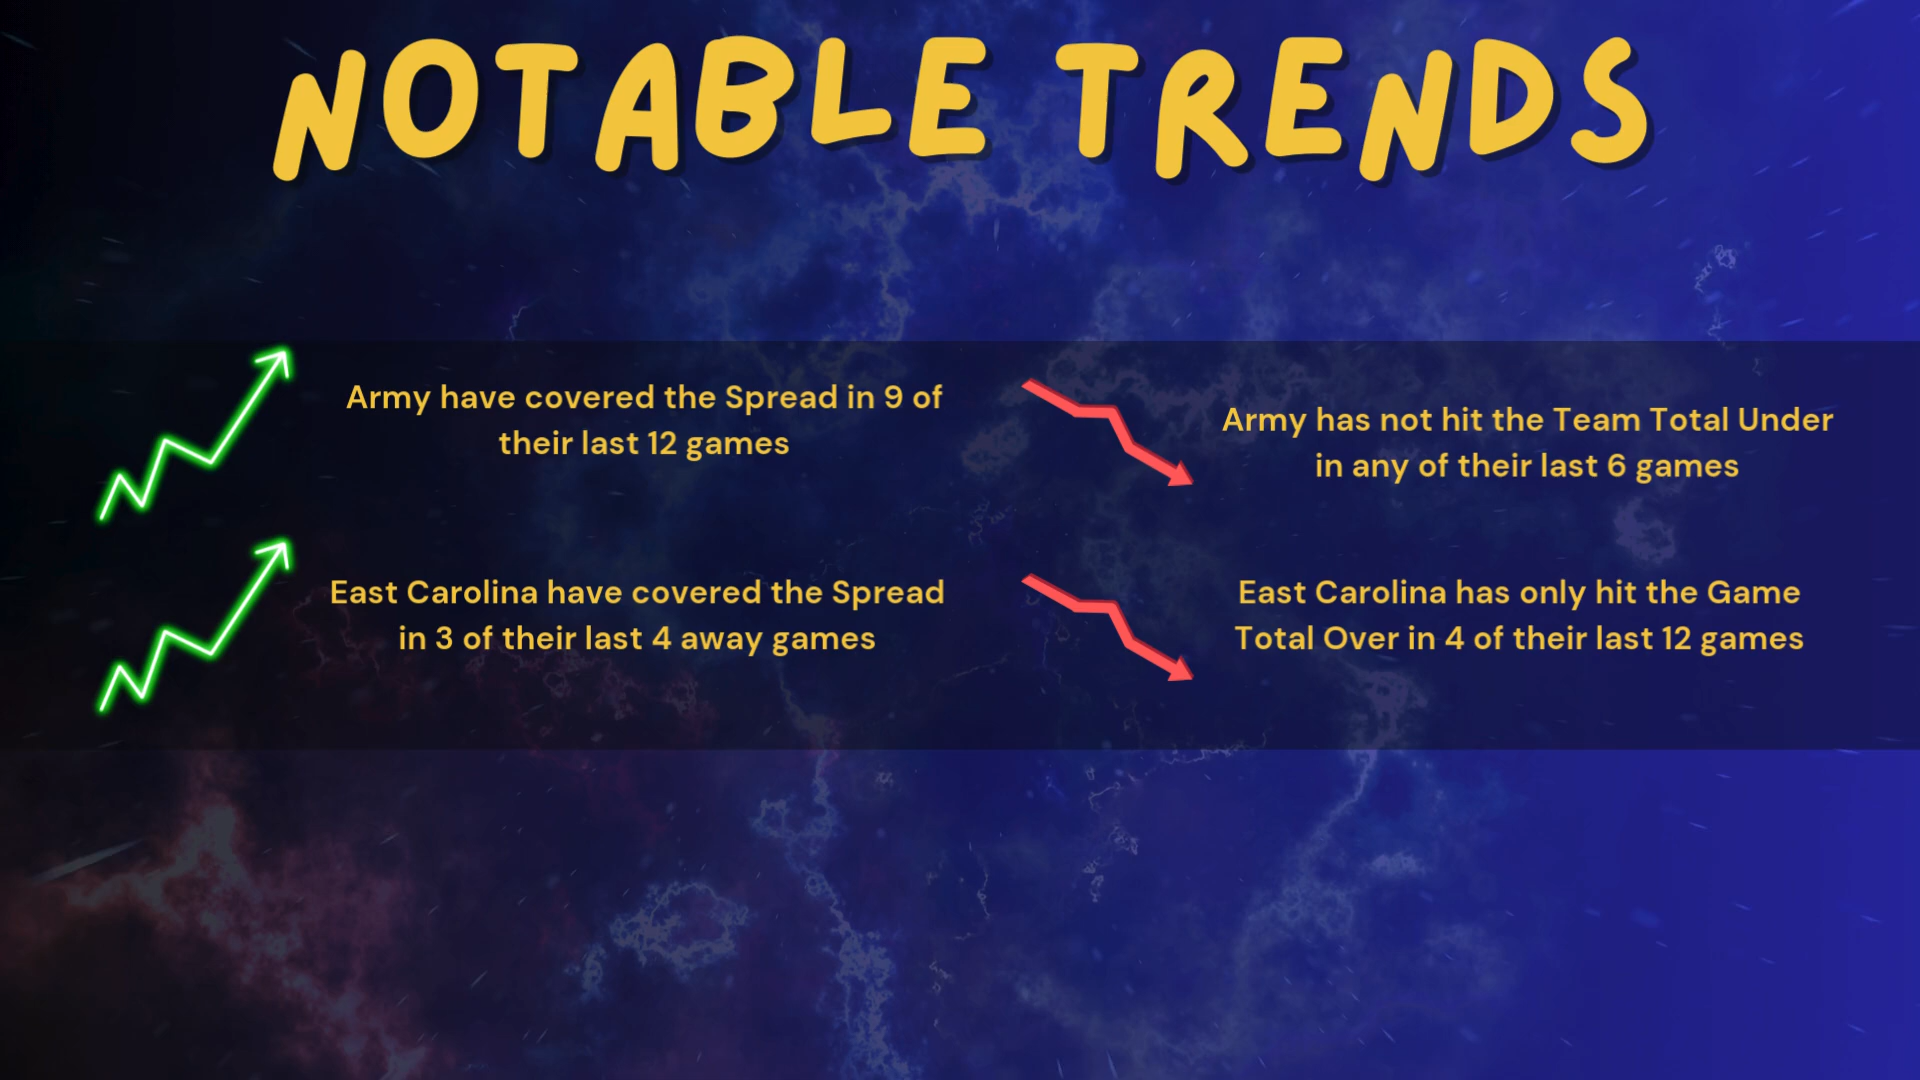 NOTABLE TRENDS
Army have covered the Spread in 9 of
their last 12 games
Army has not hit the Team Total Under
in any of their last 6 games
East Carolina have covered the Spread
in 3 of their last 4 away games
East Carolina has only hit the Game
Total Over in 4 of their last 12 games